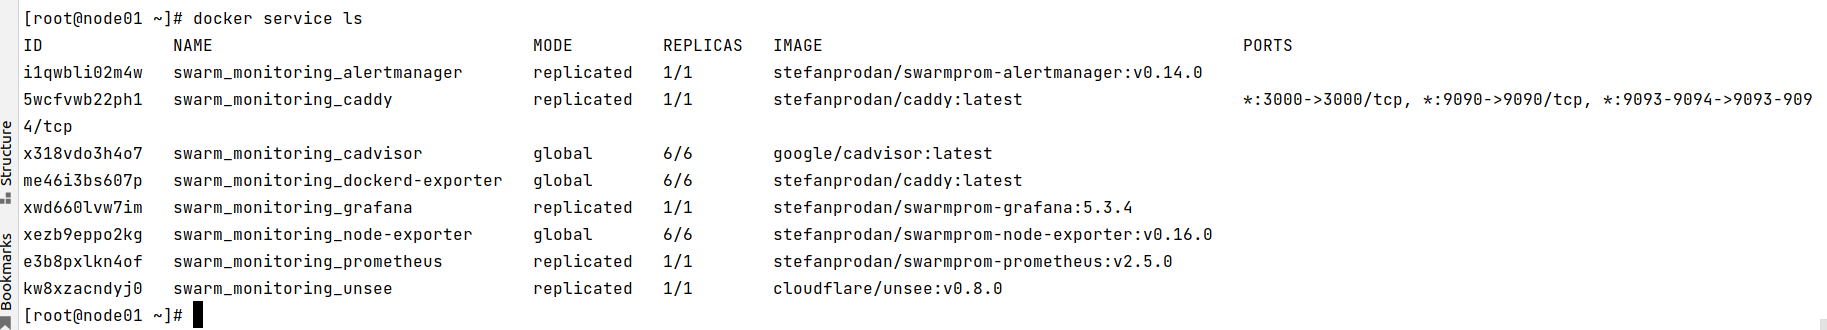 [root@node01 ~]# docker service ls
ID             NAME                                MODE         REPLICAS   IMAGE                                          PORTS
i1qwbli02m4w   swarm_monitoring_alertmanager       replicated   1/1        stefanprodan/swarmprom-alertmanager:v0.14.0
5wcfvwb22ph1   swarm_monitoring_caddy              replicated   1/1        stefanprodan/caddy:latest                      *:3000->3000/tcp, *:9090->9090/tcp, *:9093-9094->9093-909
4/tcp
x318vdo3h4o7   swarm_monitoring_cadvisor           global       6/6        google/cadvisor:latest
me46i3bs607p   swarm_monitoring_dockerd-exporter   global       6/6        stefanprodan/caddy:latest
xwd660lvw7im   swarm_monitoring_grafana            replicated   1/1        stefanprodan/swarmprom-grafana:5.3.4
xezb9eppo2kg   swarm_monitoring_node-exporter      global       6/6        stefanprodan/swarmprom-node-exporter:v0.16.0
e3b8pxlkn4of   swarm_monitoring_prometheus         replicated   1/1        stefanprodan/swarmprom-prometheus:v2.5.0
kw8xzacndyj0   swarm_monitoring_unsee              replicated   1/1        cloudflare/unsee:v0.8.0
[root@node01 ~]#
Structure
Bookmarks